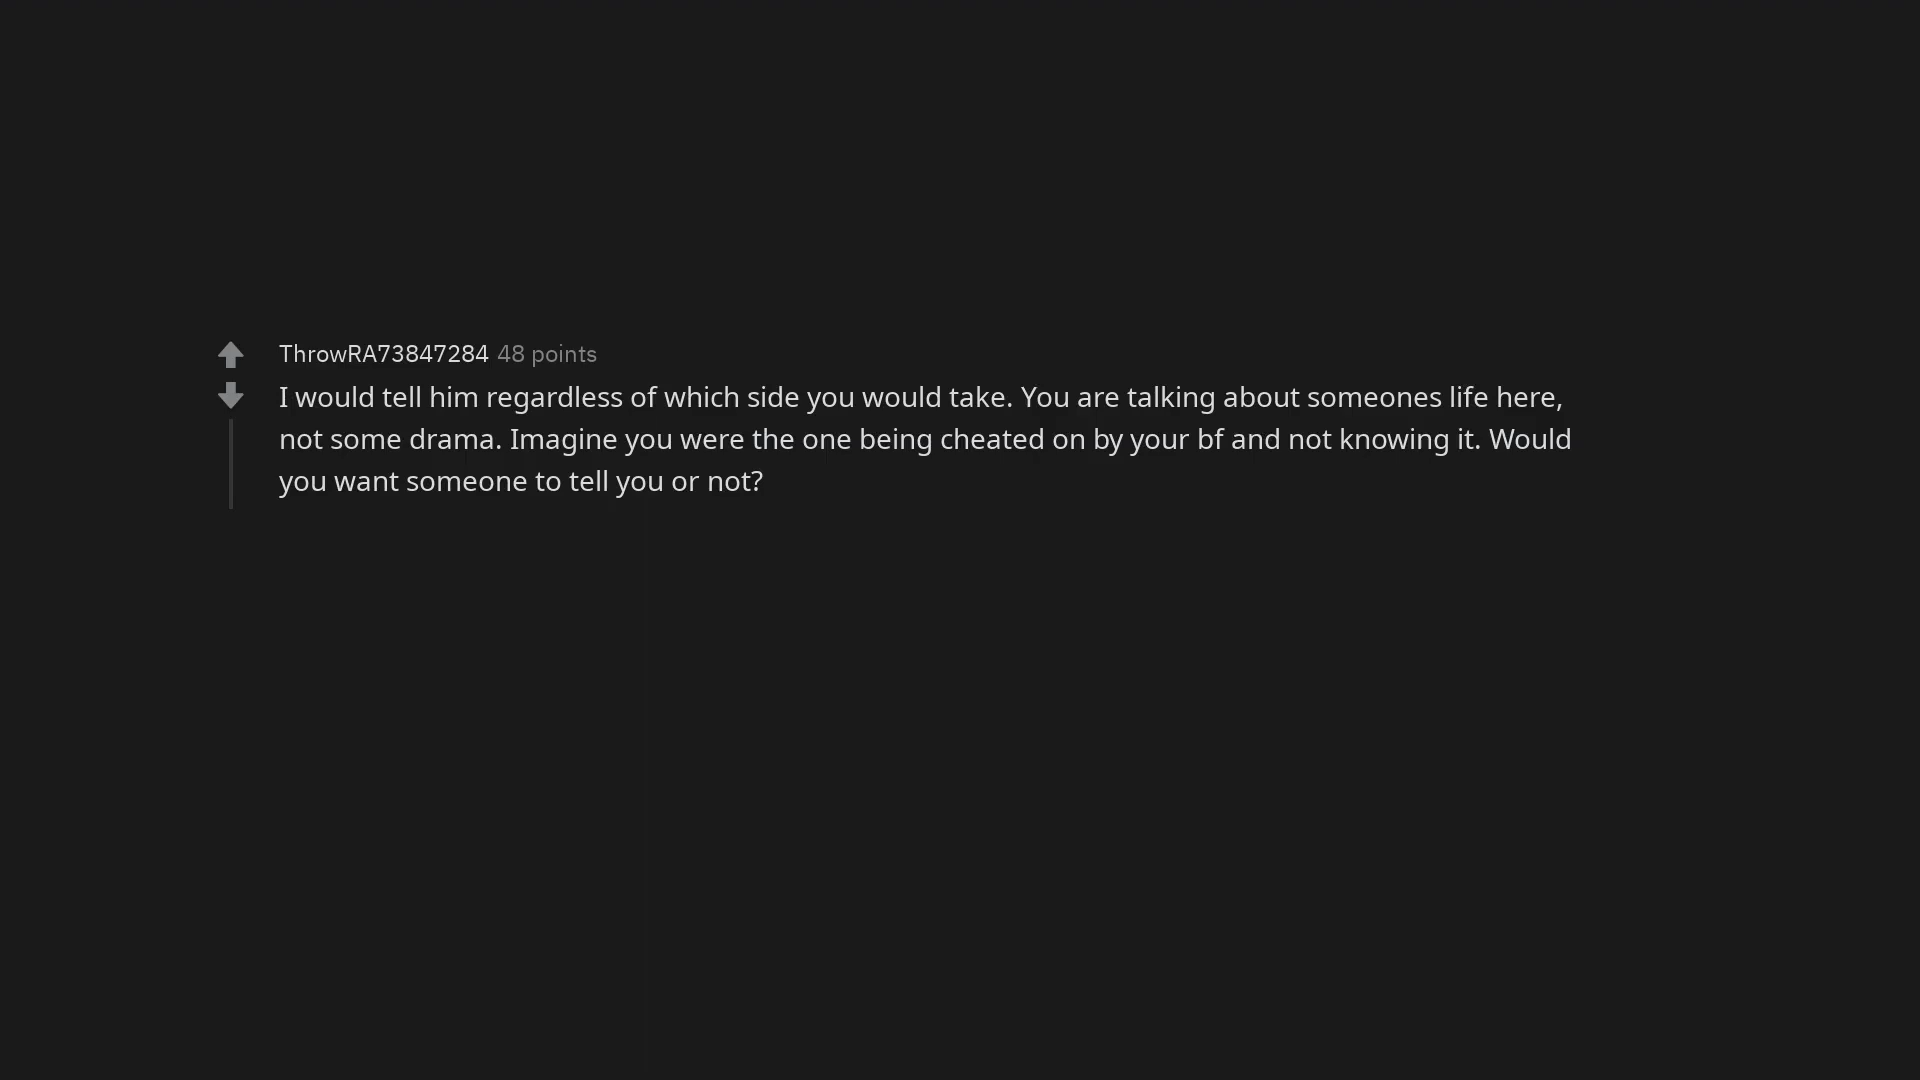 ThrowRA73847284 48 points
I would tell him regardless of which side you would take. You are talking about someones life here,
not some drama. Imagine you were the one being cheated on by your bf and not knowing it. Would
you want someone to tell you or not?